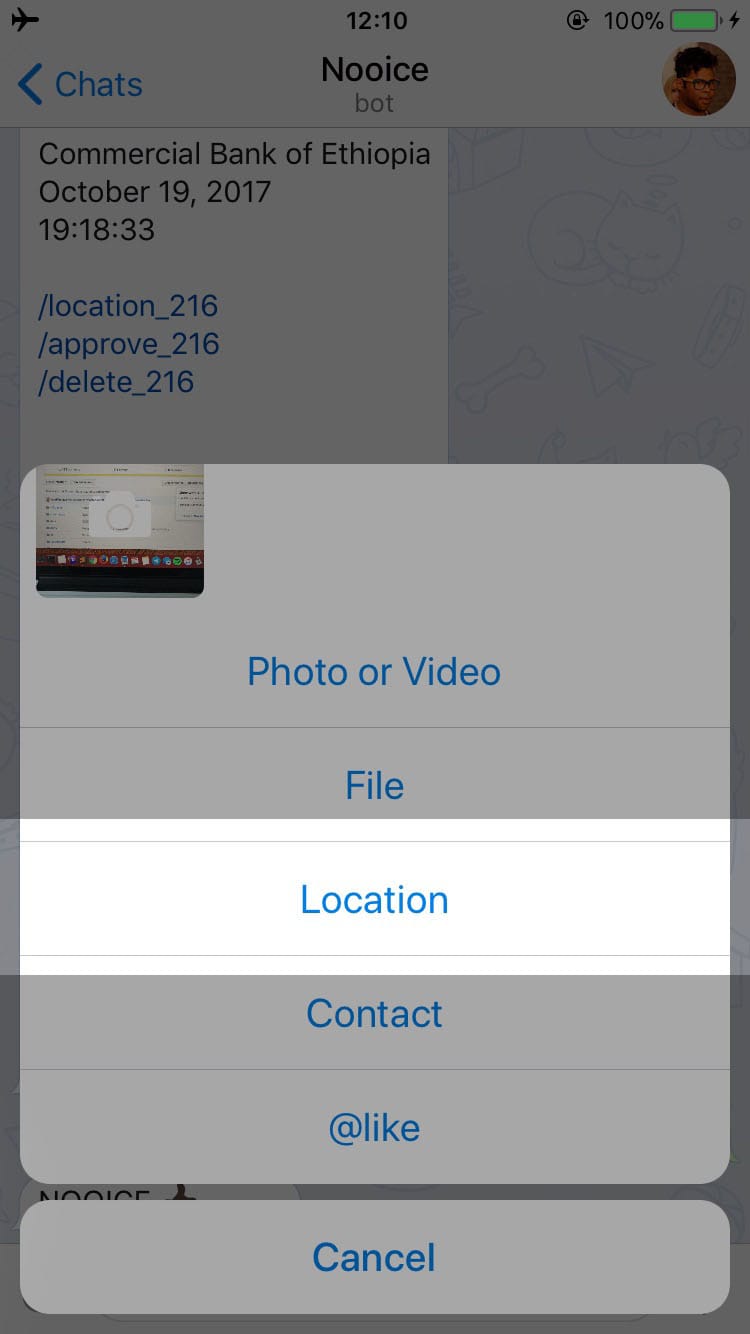 12:10
100%
Chats
Nooice
bot
Commercial Bank of Ethiopia
October 19, 2017
19:18:33
/location_216
/approve_216
/delete_216
Photo or Video
File
Location
Contact
@like
NOOICE
Cancel